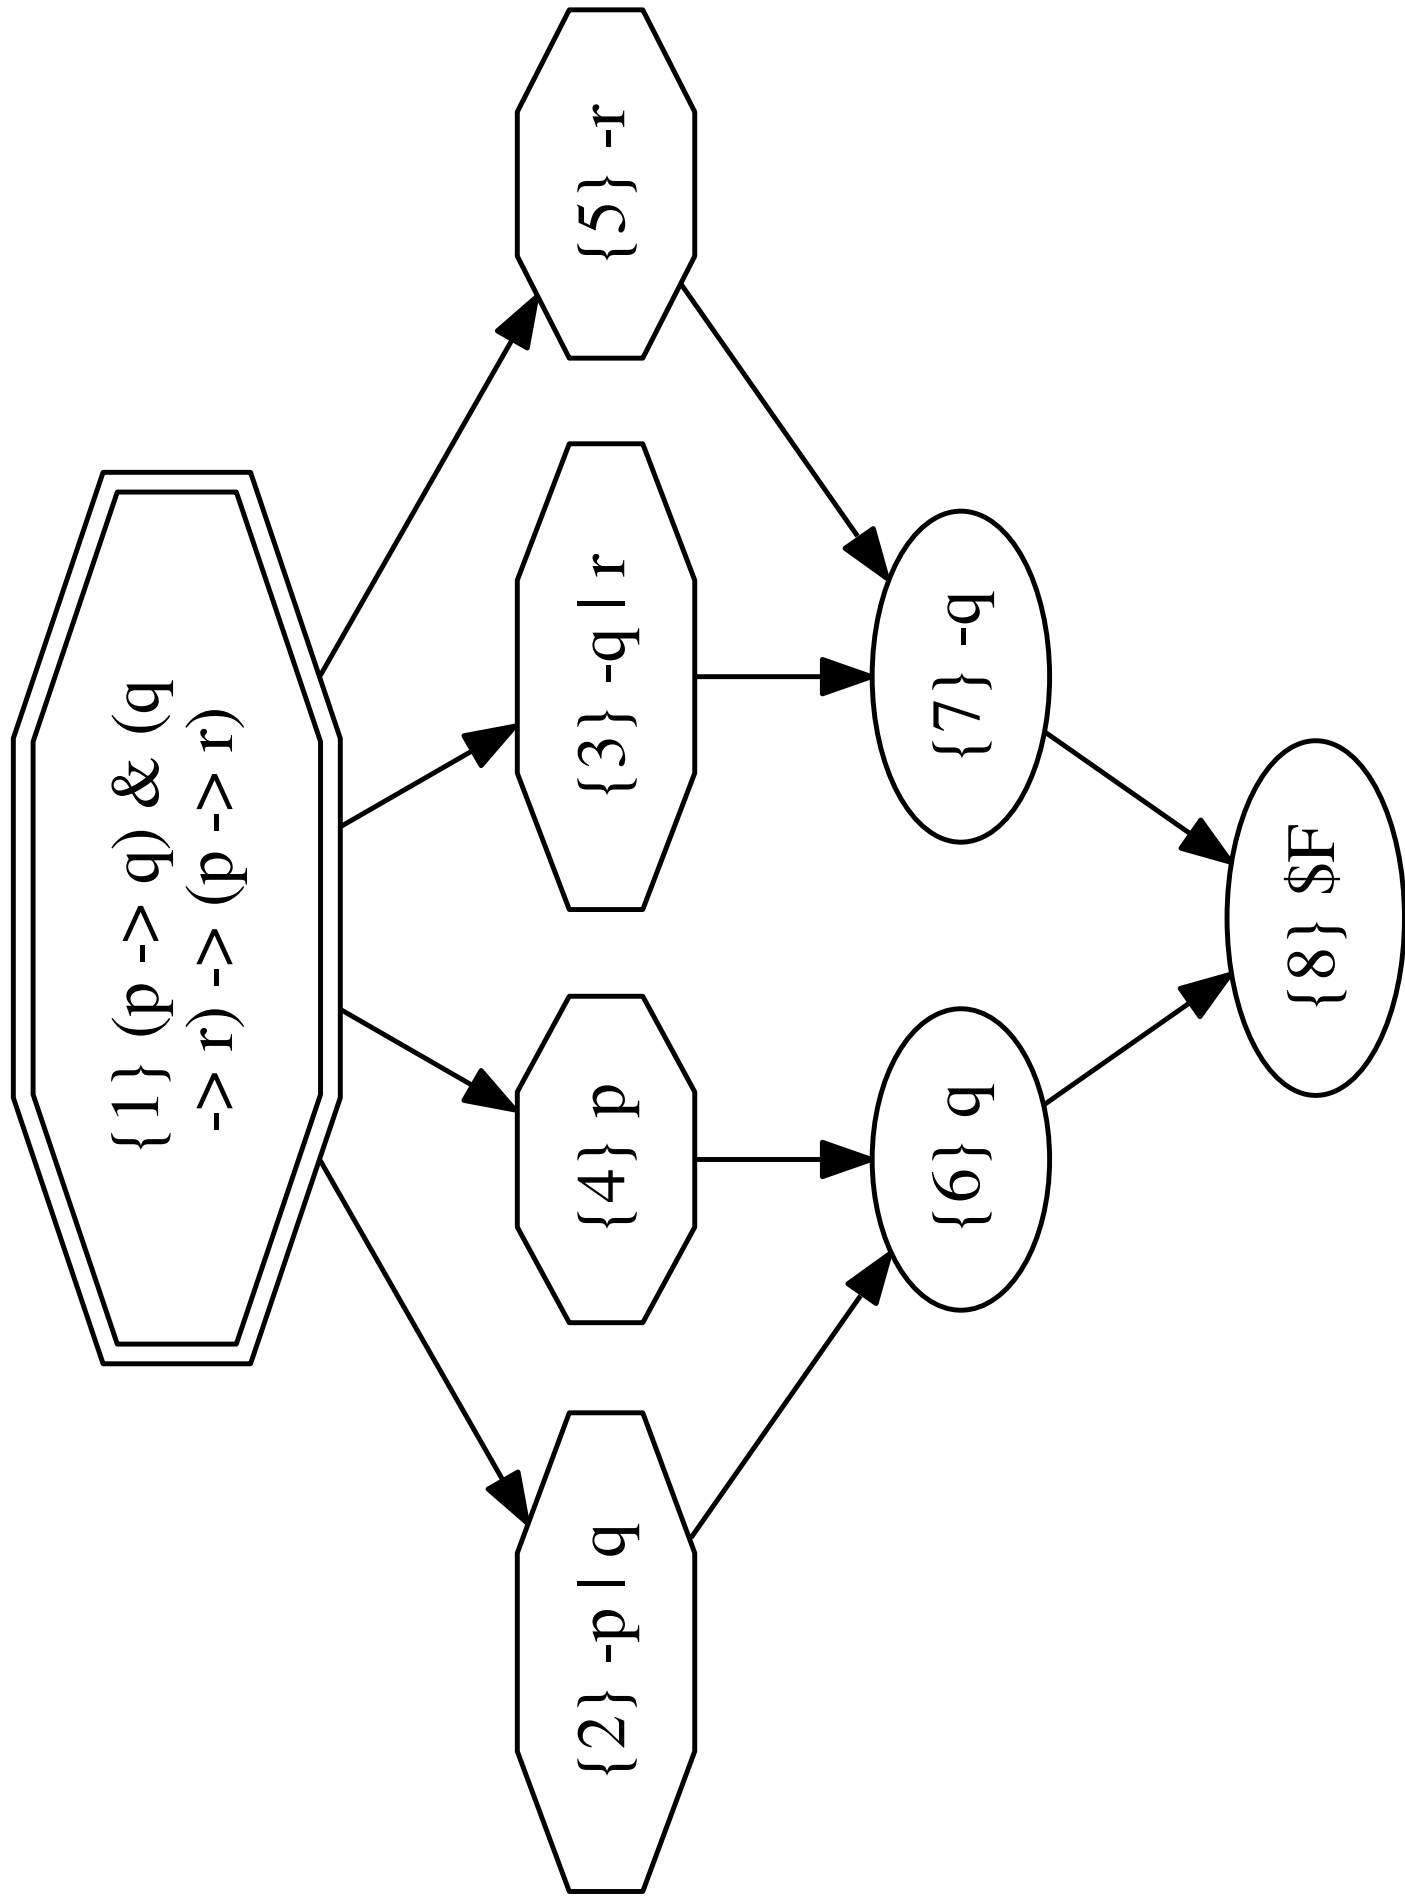 {1} (p -> q) & (q
-> r) -> (p -> r)
{2} -p | q
{4} p
{3} -q | r
{5} -r
{6} q
{7} -q
{8} $F